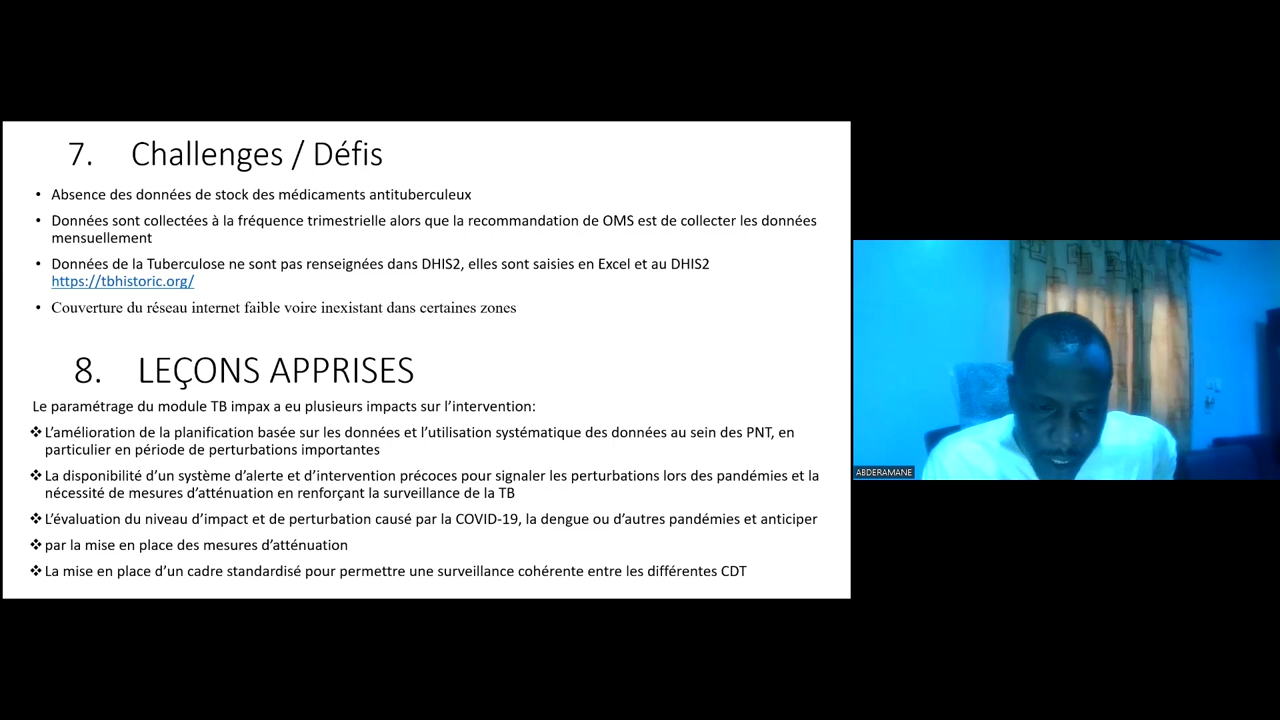 7. Challenges / Défis
• Absence des données de stock des médicaments antituberculeux
• Données sont collectées à la fréquence trimestrielle alors que la recommandation de OMS est de collecter les données
mensuellement
• Données de la Tuberculose ne sont pas renseignées dans DHIS2, elles sont saisies en Excel et au DHIS2
https://tbhistoric.org/
• Couverture du réseau internet faible voire inexistant dans certaines zones
8. LEÇONS APPRISES
Le paramétrage du module TB impax a eu plusieurs impacts sur l’intervention:
❖L’amélioration de la planification basée sur les données et l’utilisation systématique des données au sein des PNT, en
particulier en période de perturbations importantes
❖La disponibilité d’un système d’alerte et d’intervention précoces pour signaler les perturbations lors des pandémies et la
nécessité de mesures d’atténuation en renforçant la surveillance de la TB
❖L’évaluation du niveau d’impact et de perturbation causé par la COVID-19, la dengue ou d’autres pandémies et anticiper
❖par la mise en place des mesures d’atténuation
❖La mise en place d’un cadre standardisé pour permettre une surveillance cohérente entre les différentes CDT
ABDERAMANE